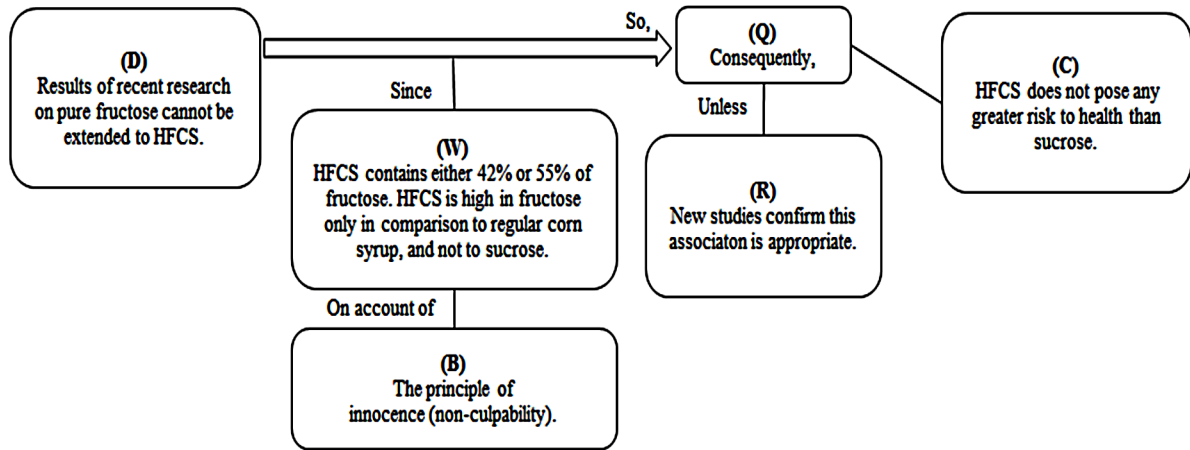 (D)
Results of recent research
on pure fructose cannot be
extended to HFCS.
So,
Since
(W)
HFCS contains either 42% or 55% of
fructose. HFCS is high in fructose
only in comparison to regular corn
syrup, and not to sucrose.
On account of
(B)
The principle of
innocence (non-culpability).
(Q)
Consequently,
Unless
(R)
New studies confirm this
associaton is appropriate.
(C)
HFCS does not pose any
greater risk to health than
sucrose.